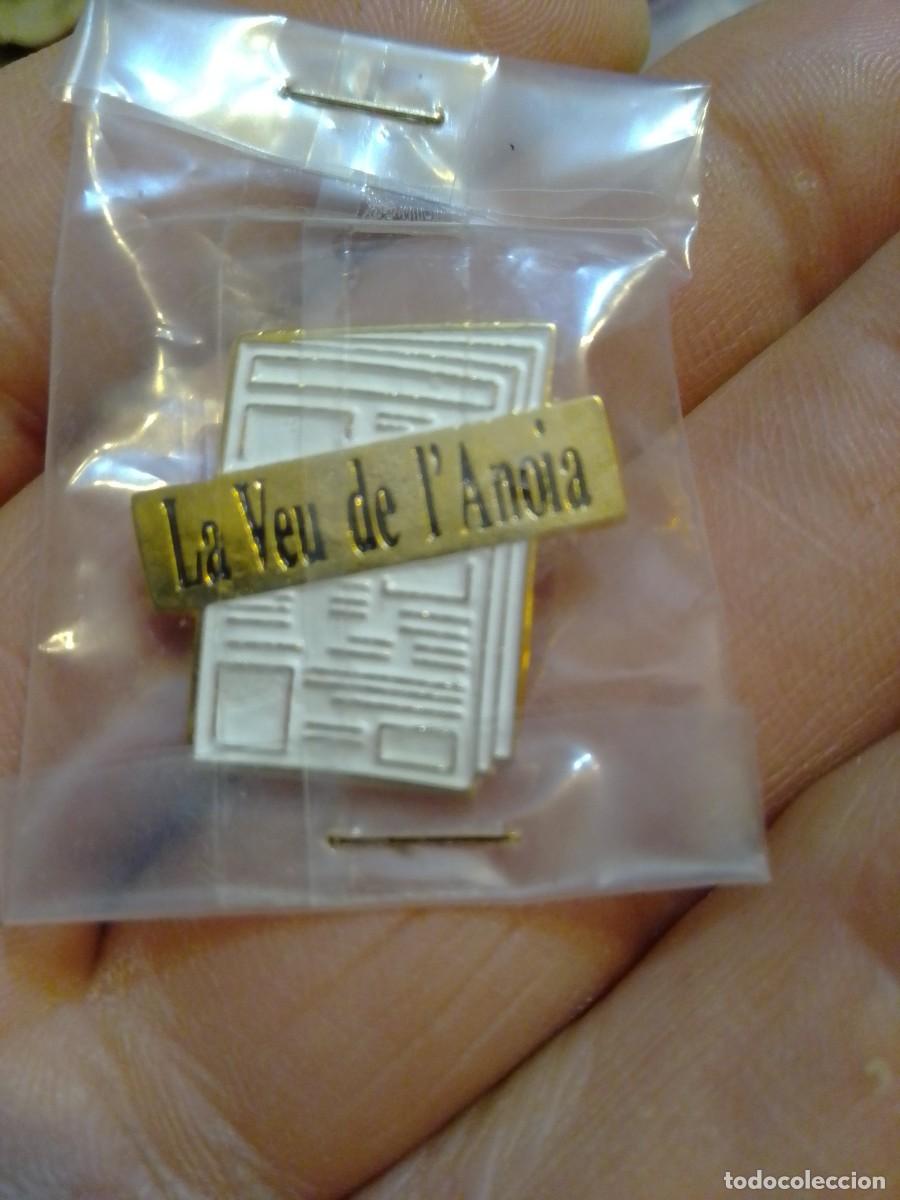 La Veu de l'Anoia
todocoleccion